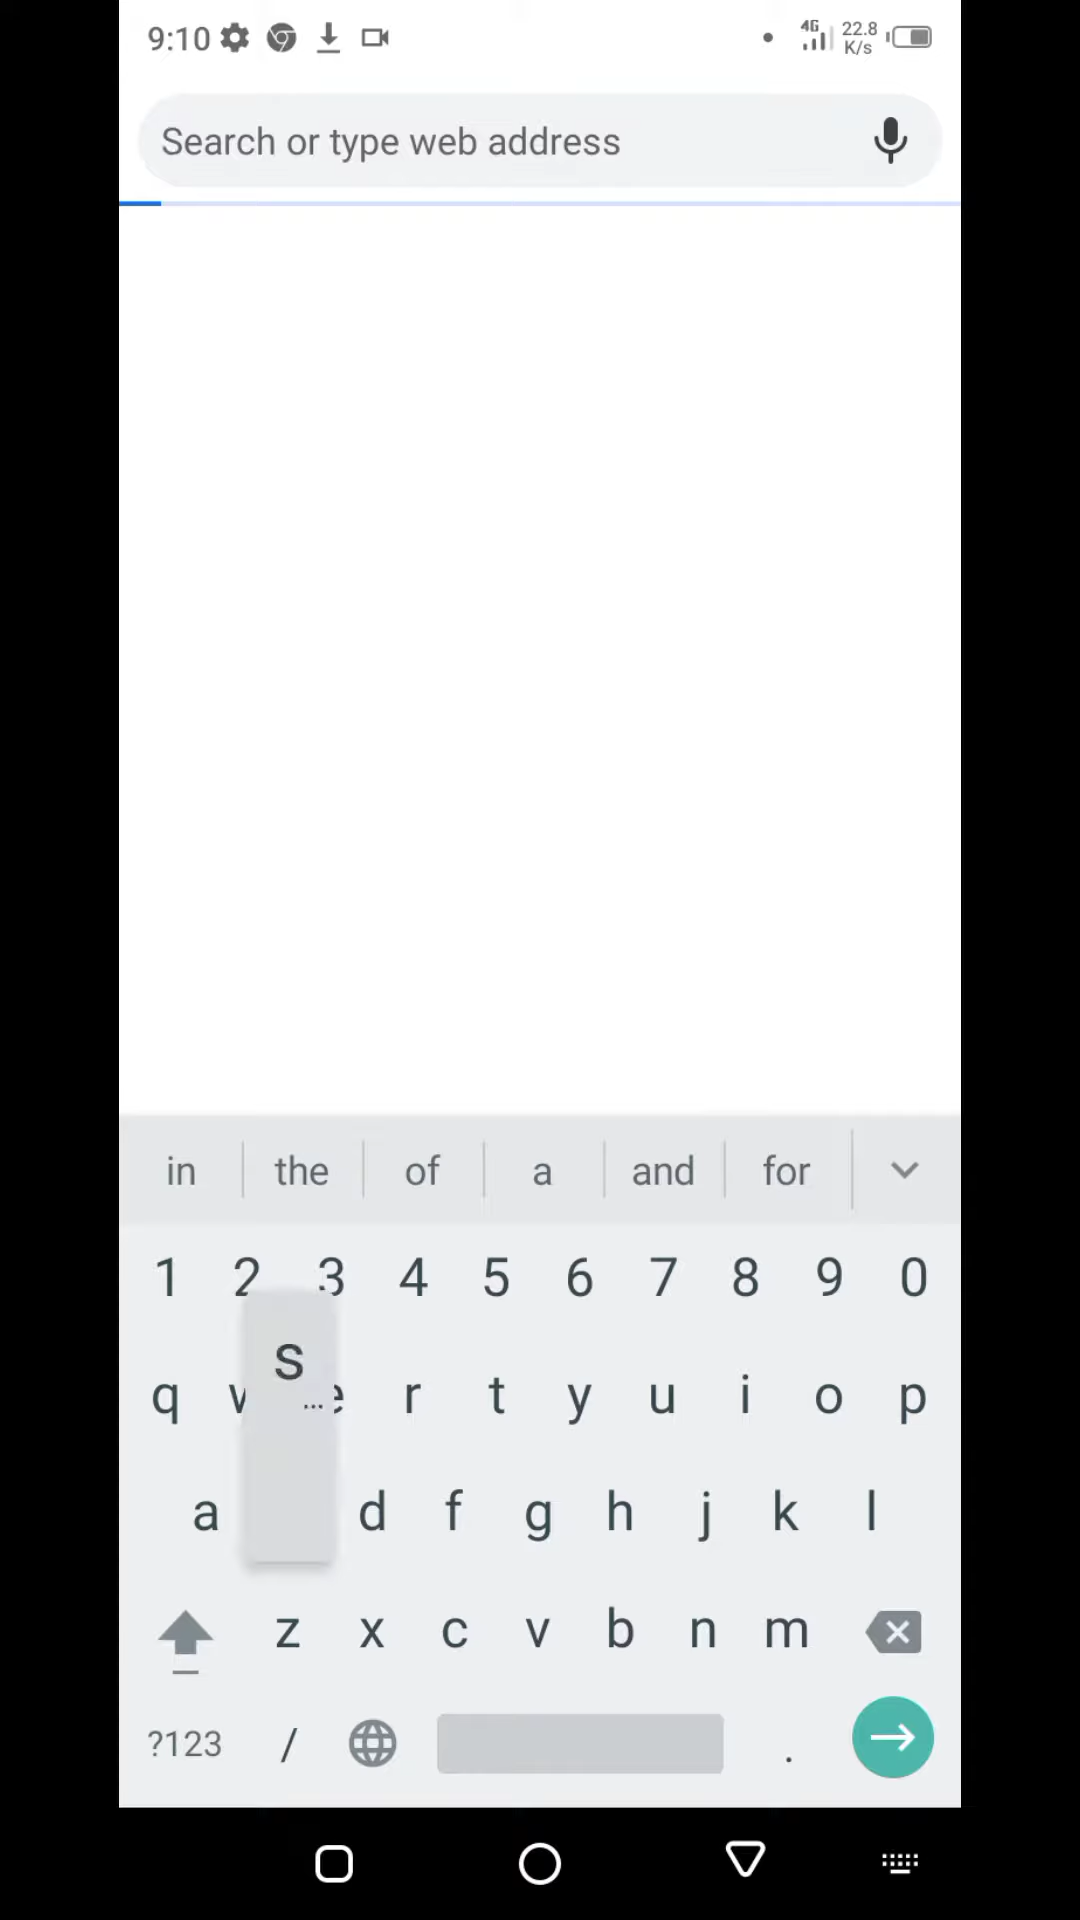 9:10 4G 22.8 K/s
Search or type web address
in the of a and for
1 2 3 4 5 6 7 8 9 0
q w e r t y u i o p
s
...
a d f g h j k l
z x c v b n m
?123 / .